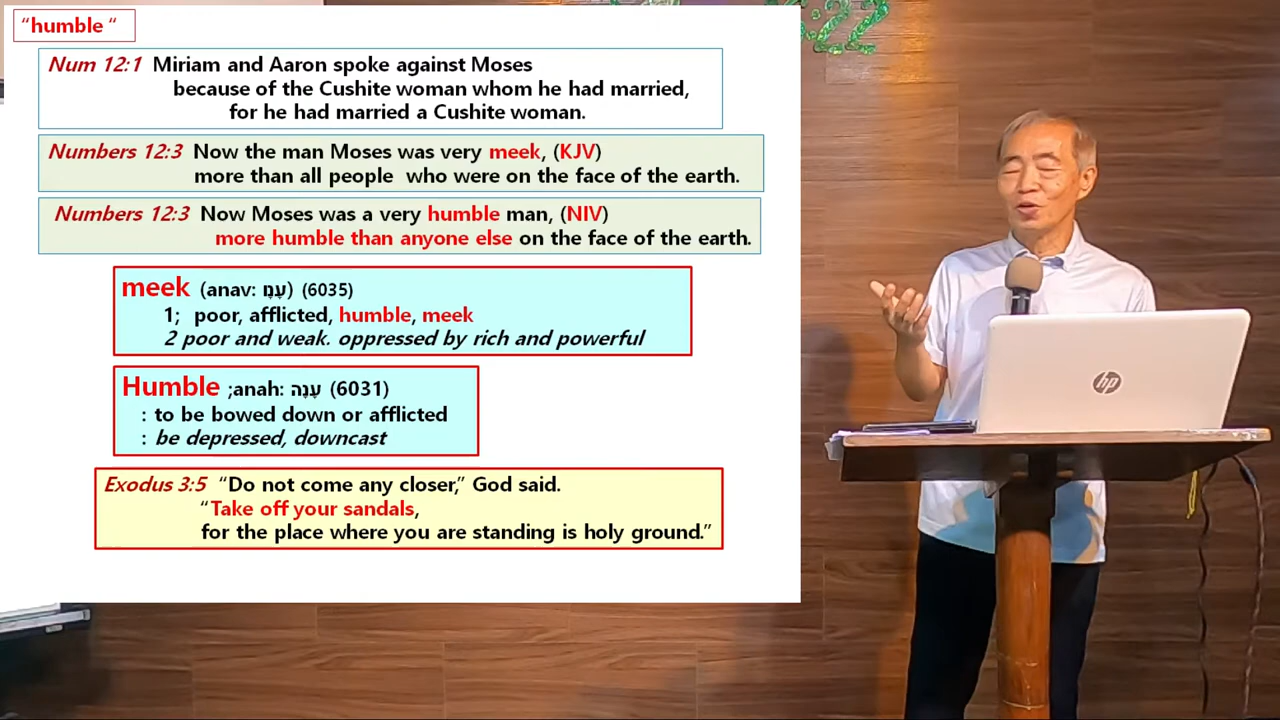 "humble "
Num 12:1 Miriam and Aaron spoke against Moses
because of the Cushite woman whom he had married,
for he had married a Cushite woman.
Numbers 12:3 Now the man Moses was very meek, (KJV)
more than all people who were on the face of the earth.
Numbers 12:3 Now Moses was a very humble man, (NIV)
more humble than anyone else on the face of the earth.
meek (anav: עָנָו) (6035)
1; poor, afflicted, humble, meek
2 poor and weak. oppressed by rich and powerful
Humble ;anah: עָנָה (6031)
: to be bowed down or afflicted
: be depressed, downcast
Exodus 3:5 "Do not come any closer," God said.
"Take off your sandals,
for the place where you are standing is holy ground."
22
hp